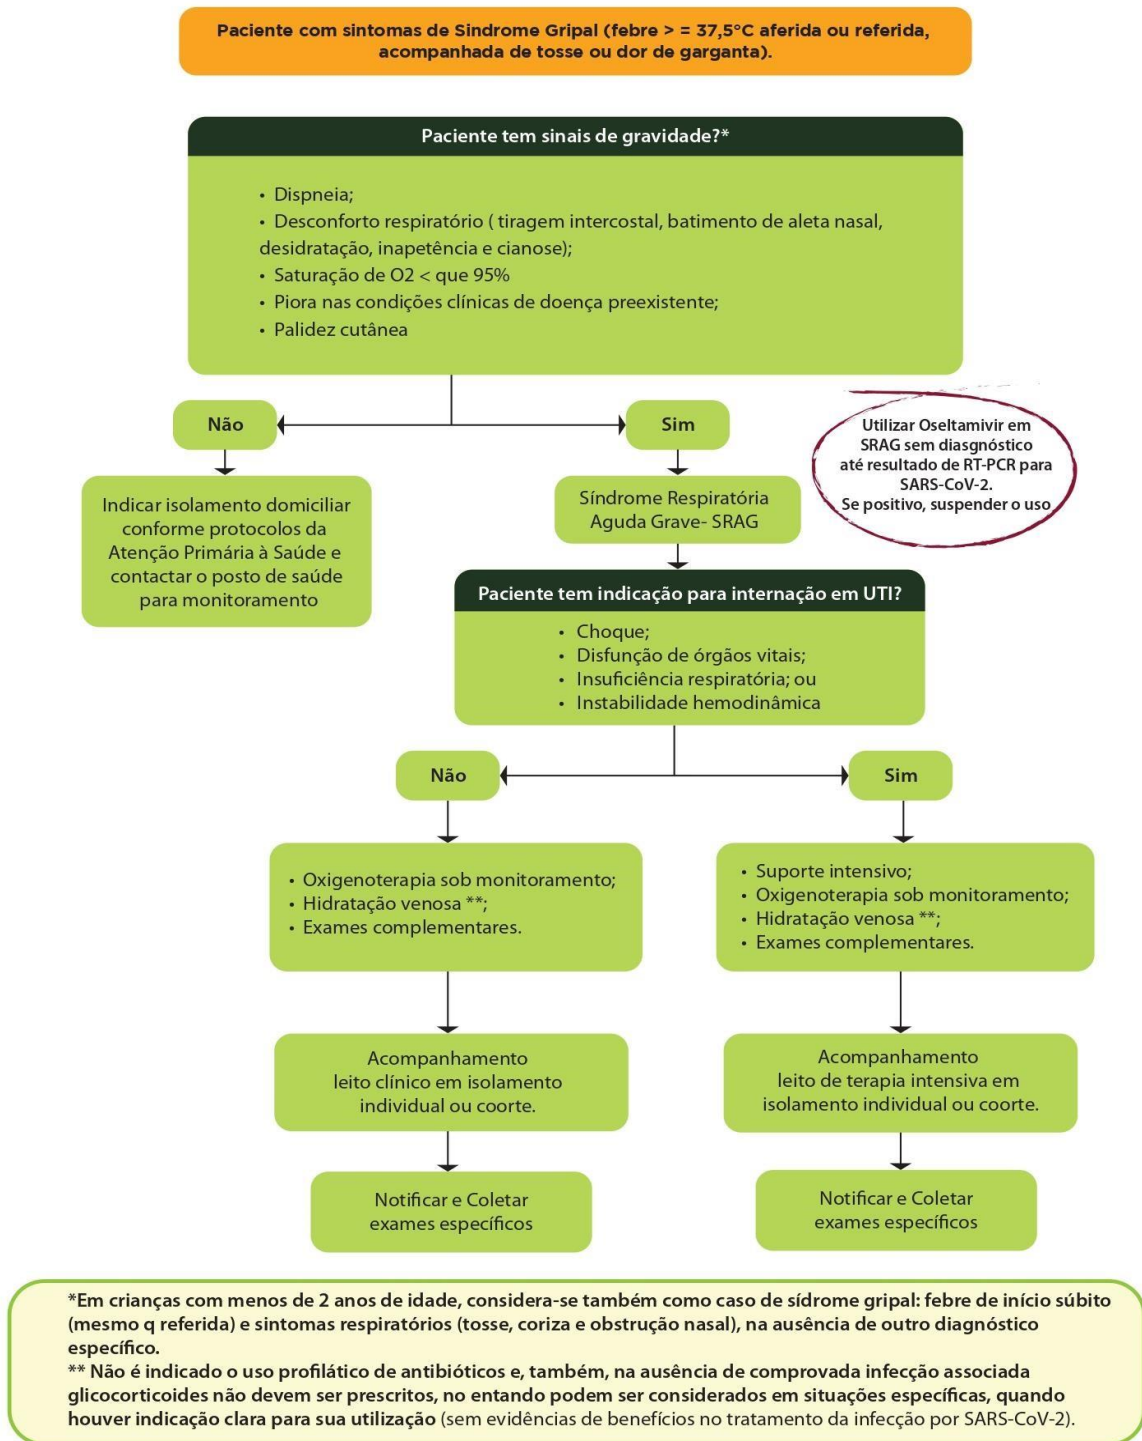 Paciente com sintomas de Sindrome Gripal (febre > = 37,5°C aferida ou referida,
acompanhada de tosse ou dor de garganta).
Paciente tem sinais de gravidade?*
• Dispneia;
• Desconforto respiratório ( tiragem intercostal, batimento de aleta nasal,
desidratação, inapetência e cianose);
• Saturação de O2 < que 95%
• Piora nas condições clínicas de doença preexistente;
• Palidez cutânea
Não
Sim
Utilizar Oseltamivir em
SRAG sem diasgnóstico
até resultado de RT-PCR para
SARS-CoV-2.
Se positivo, suspender o uso
Indicar isolamento domiciliar
conforme protocolos da
Atenção Primária à Saúde e
contactar o posto de saúde
para monitoramento
Síndrome Respiratória
Aguda Grave- SRAG
Paciente tem indicação para internação em UTI?
• Choque;
• Disfunção de órgãos vitais;
• Insuficiência respiratória; ou
• Instabilidade hemodinâmica
Não
Sim
• Oxigenoterapia sob monitoramento;
• Hidratação venosa **;
• Exames complementares.
• Suporte intensivo;
• Oxigenoterapia sob monitoramento;
• Hidratação venosa **;
• Exames complementares.
Acompanhamento
leito clínico em isolamento
individual ou coorte.
Acompanhamento
leito de terapia intensiva em
isolamento individual ou coorte.
Notificar e Coletar
exames específicos
Notificar e Coletar
exames específicos
*Em crianças com menos de 2 anos de idade, considera-se também como caso de sídrome gripal: febre de início súbito
(mesmo q referida) e sintomas respiratórios (tosse, coriza e obstrução nasal), na ausência de outro diagnóstico
específico.
** Não é indicado o uso profilático de antibióticos e, também, na ausência de comprovada infecção associada
glicocorticoides não devem ser prescritos, no entando podem ser considerados em situações específicas, quando
houver indicação clara para sua utilização (sem evidências de benefícios no tratamento da infecção por SARS-CoV-2).